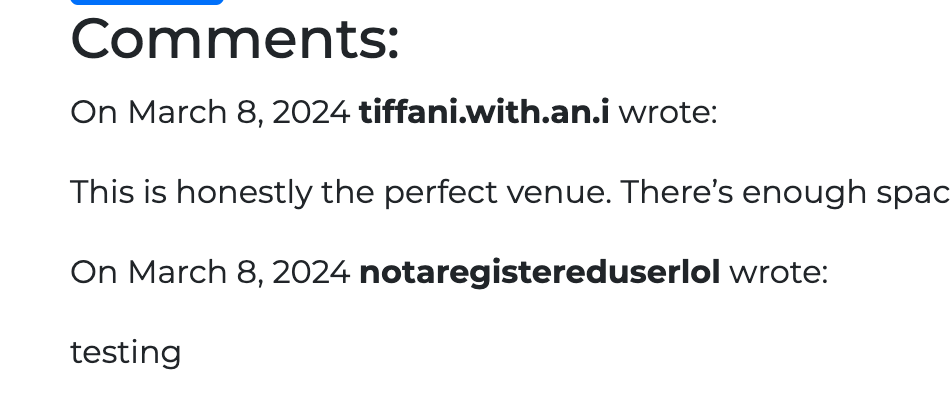 Comments:
On March 8, 2024 tiffani.with.an.i wrote:
This is honestly the perfect venue. There’s enough spac
On March 8, 2024 notaregistereduserlol wrote:
testing